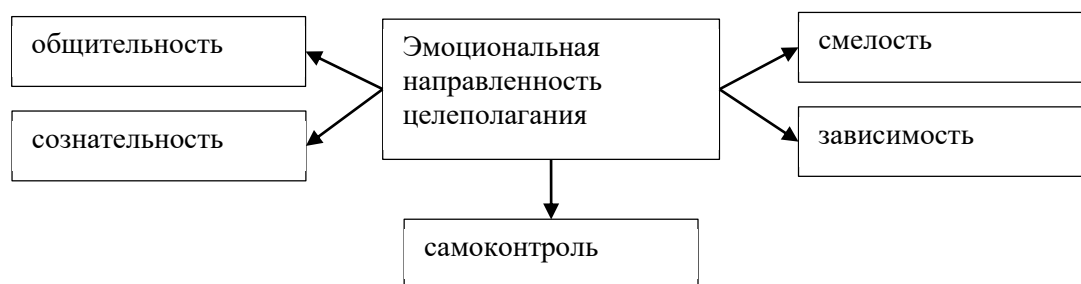 общительность
Эмоциональная
направленность
целеполагания
смелость
сознательность
зависимость
самоконтроль